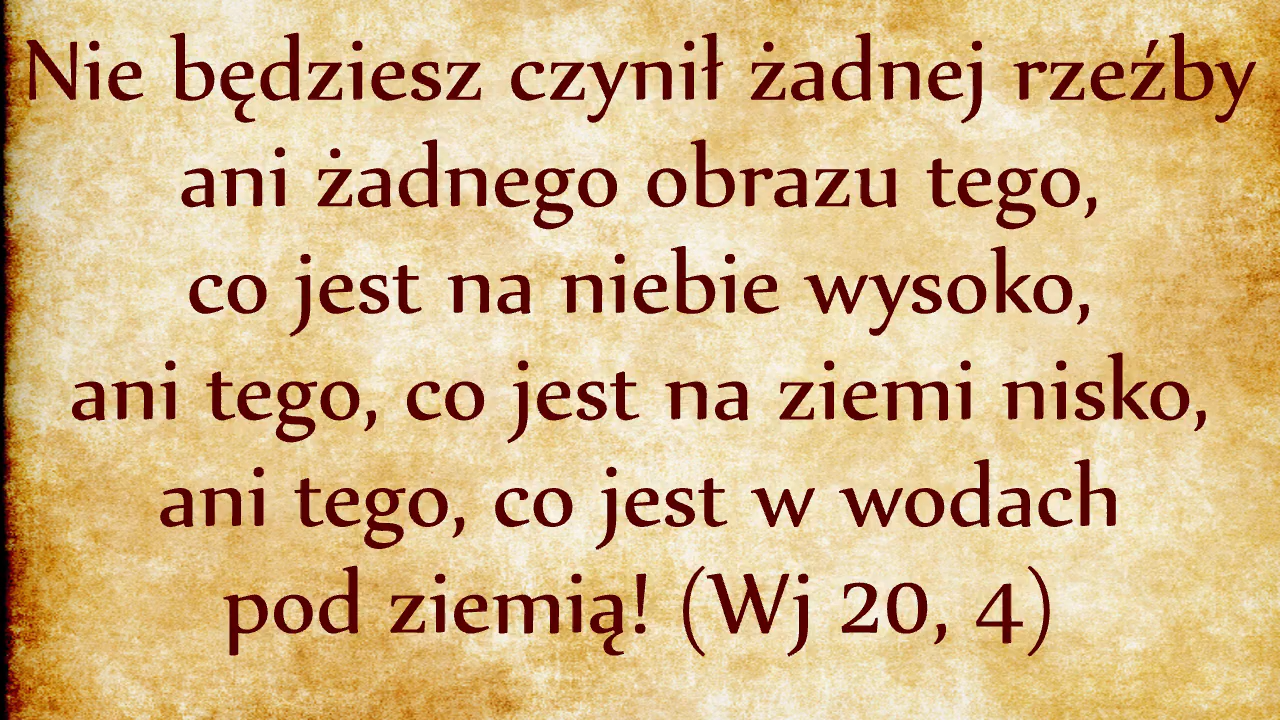 Nie będziesz czynił żadnej rzeźby
ani żadnego obrazu tego,
co jest na niebie wysoko,
ani tego, co jest na ziemi nisko,
ani tego, co jest w wodach
pod ziemią! (Wj 20, 4)